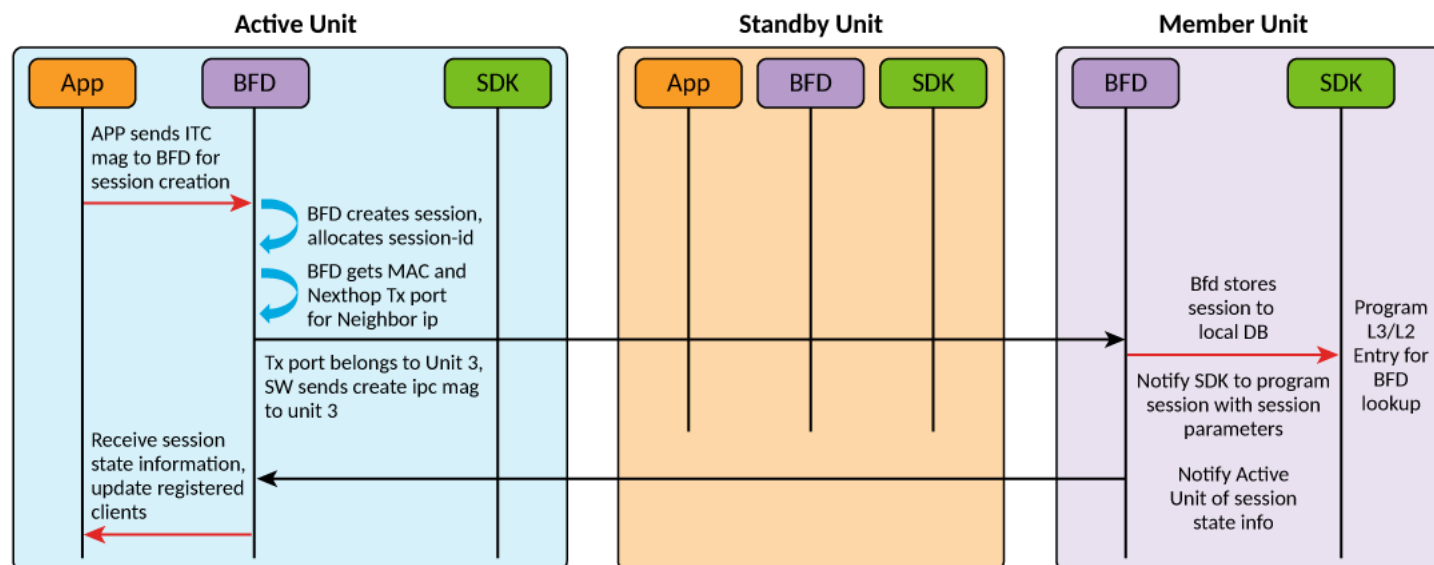 Active Unit
Standby Unit
Member Unit
App
BFD
SDK
App
BFD
SDK
BFD
SDK
APP sends ITC
mag to BFD for
session creation
BFD creates session,
allocates session-id
BFD gets MAC and
Nexthop Tx port
for Neighbor ip
Tx port belongs to Unit 3,
SW sends create ipc mag
to unit 3
Receive session
state information,
update registered
clients
Bfd stores
session to
local DB
Notify SDK to program
session with session
parameters
Program
L3/L2
Entry for
BFD
lookup
Notify Active
Unit of session
state info